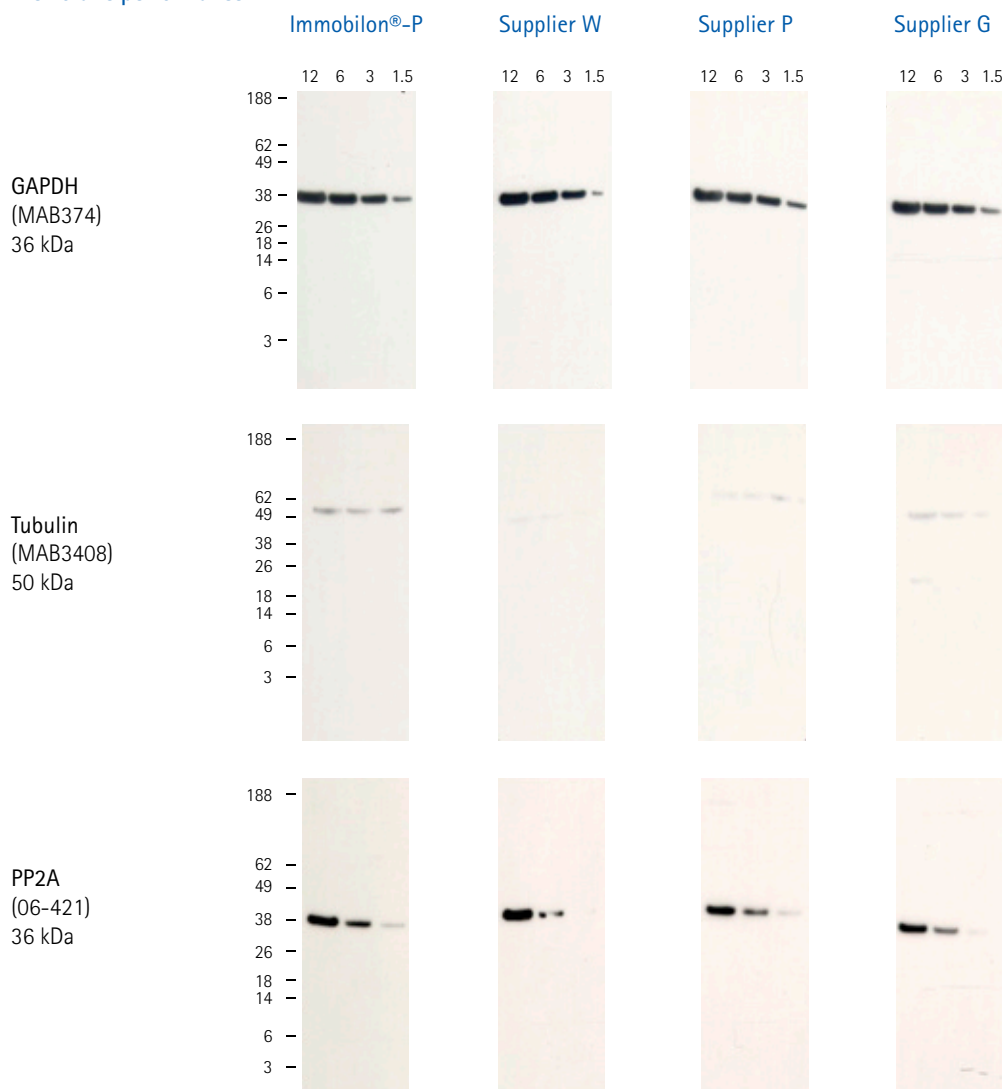 Immobilon®-P Supplier W Supplier P Supplier G
12 6 3 1.5 12 6 3 1.5 12 6 3 1.5 12 6 3 1.5
188 –
62 –
49 –
GAPDH
(MAB374)
36 kDa
38 –
26 –
18 –
14 –
6 –
3 –
188 –
62 –
49 –
Tubulin
(MAB3408)
50 kDa
38 –
26 –
18 –
14 –
6 –
3 –
188 –
62 –
49 –
PP2A
(06-421)
36 kDa
38 –
26 –
18 –
14 –
6 –
3 –